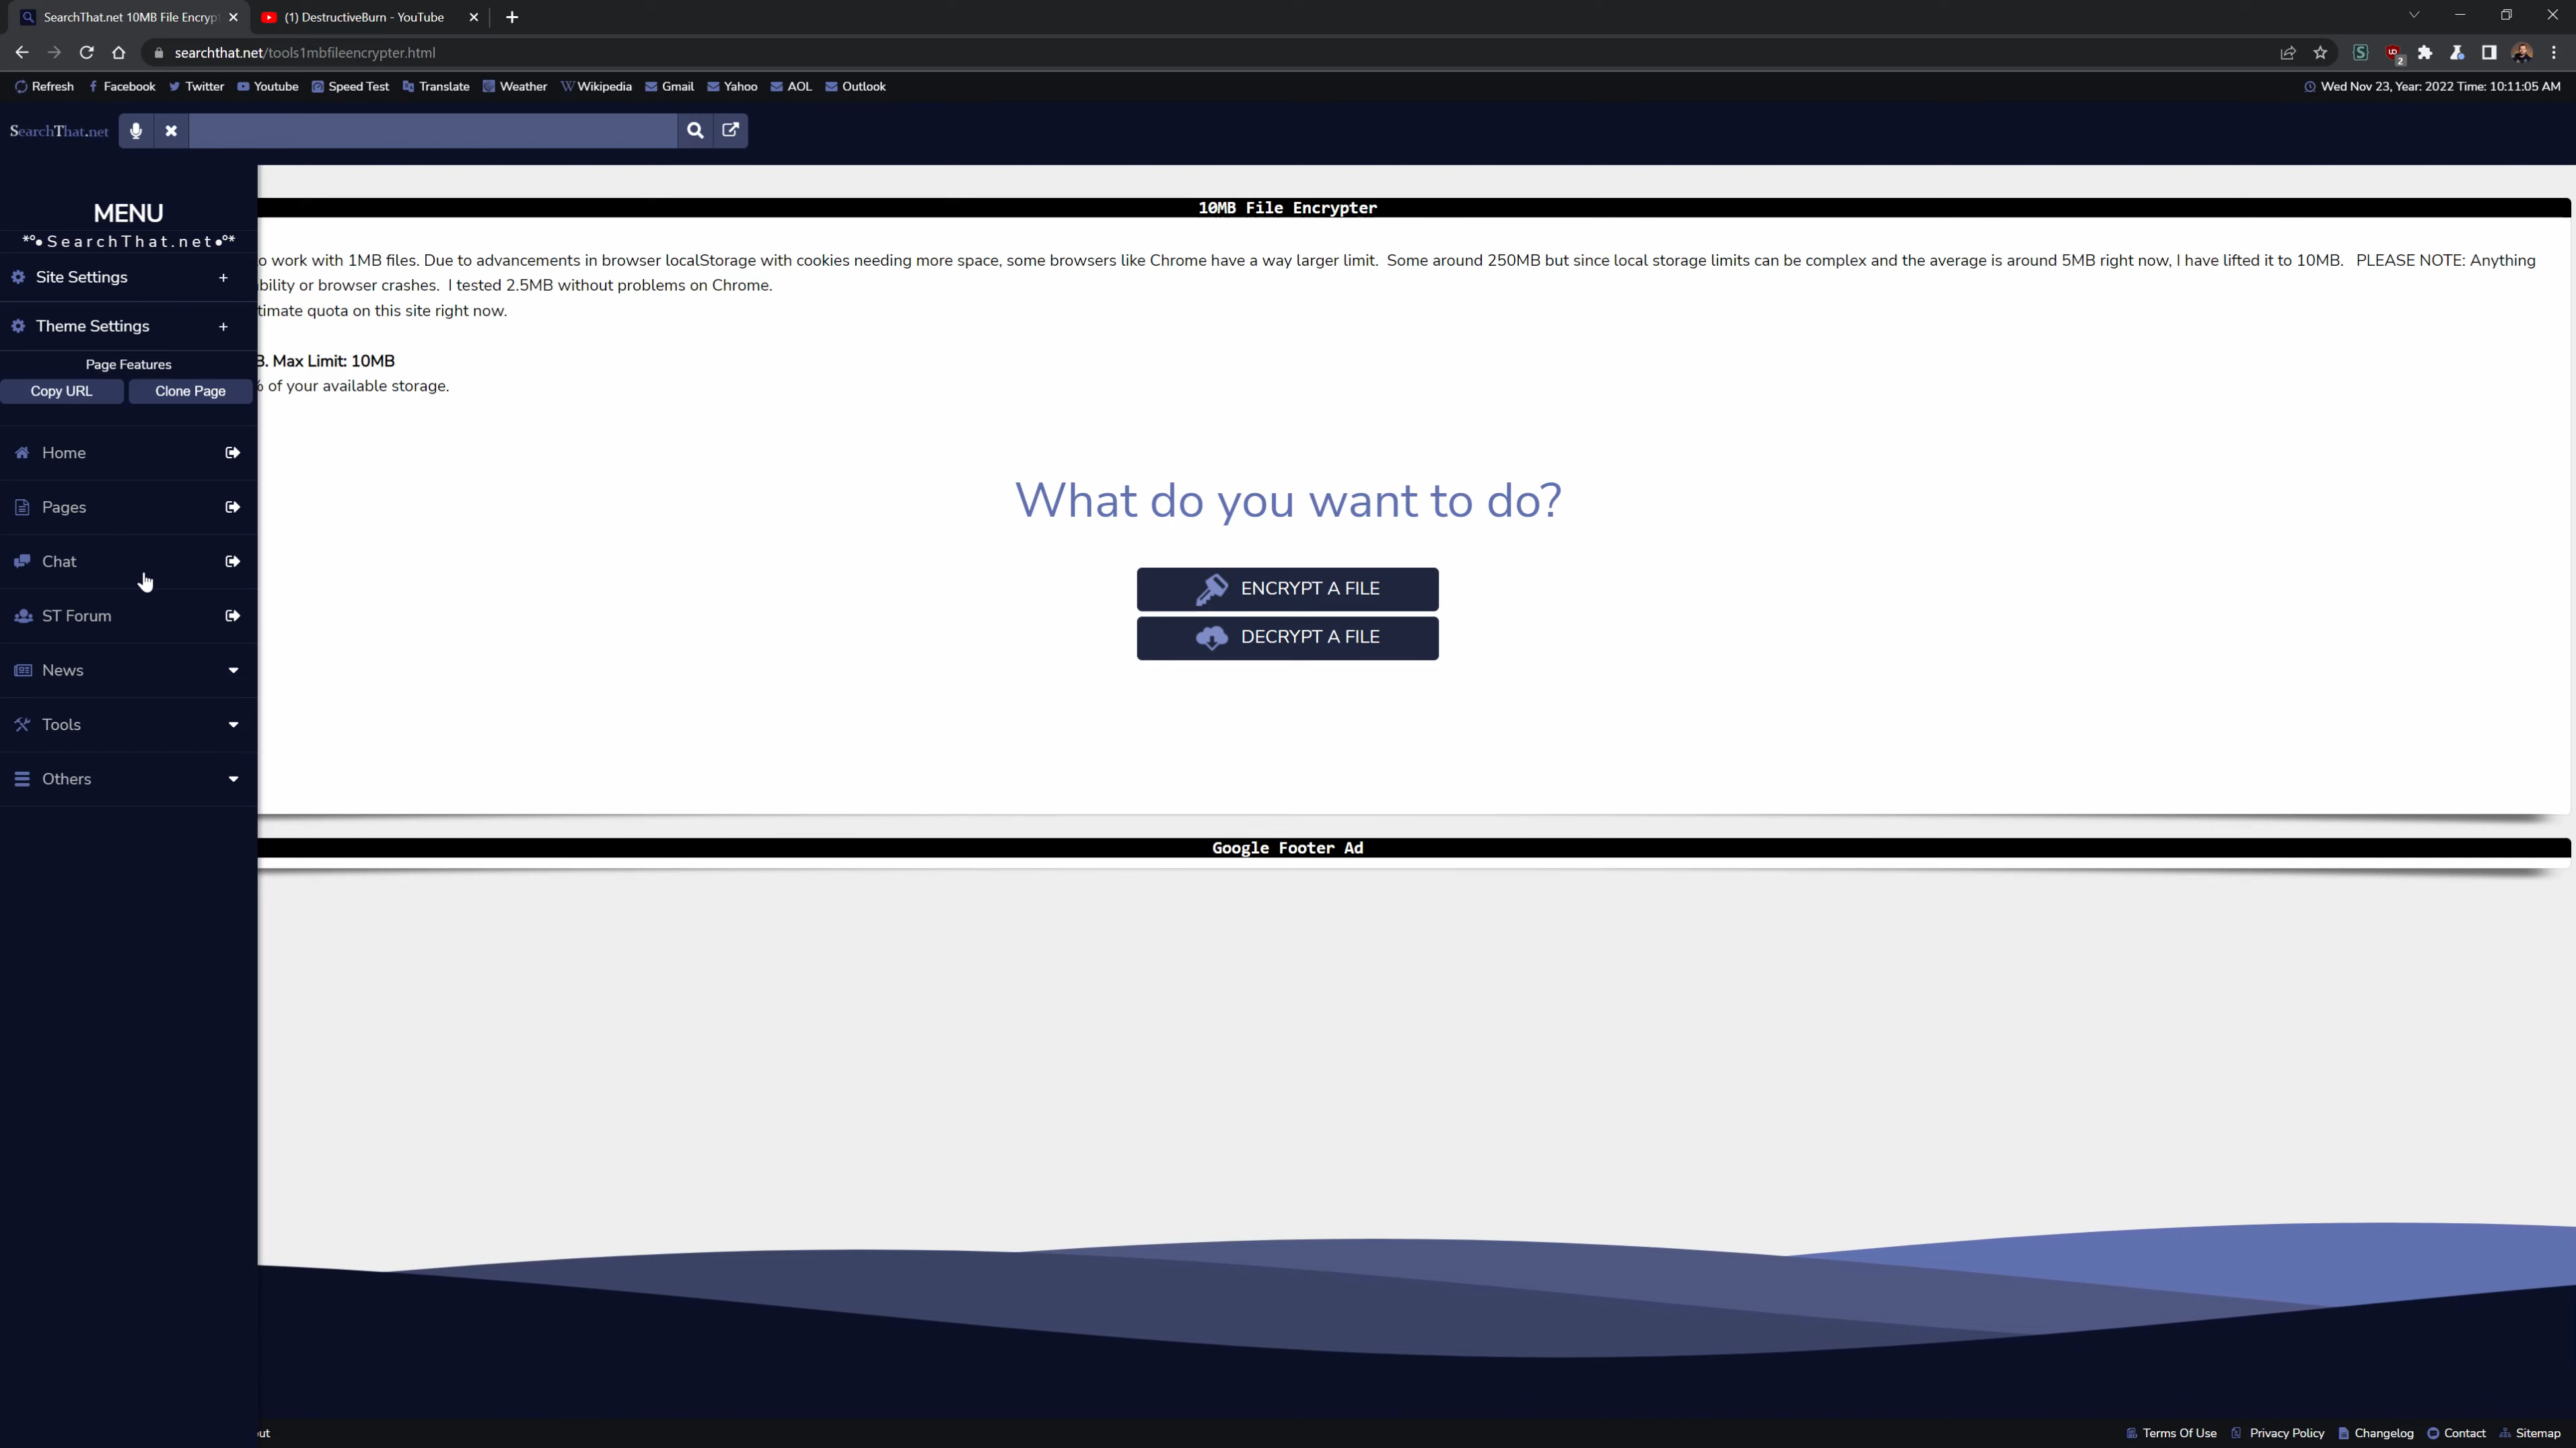 SearchThat.net 10MB File Encryp
(1) DestructiveBurn - YouTube
searchthat.net/tools1mbfileencrypter.html
2
Refresh Facebook Twitter Youtube Speed Test Translate Weather Wikipedia Gmail Yahoo AOL Outlook
Wed Nov 23, Year: 2022 Time: 10:11:05 AM
SearchThat.net
MENU
*°•SearchThat.net•°*
Site Settings +
Theme Settings +
Page Features
Copy URL Clone Page
Home
Pages
Chat
ST Forum
News
Tools
Others
10MB File Encrypter
o work with 1MB files. Due to advancements in browser localStorage with cookies needing more space, some browsers like Chrome have a way larger limit. Some around 250MB but since local storage limits can be complex and the average is around 5MB right now, I have lifted it to 10MB. PLEASE NOTE: Anything
bility or browser crashes. I tested 2.5MB without problems on Chrome.
timate quota on this site right now.
B. Max Limit: 10MB
% of your available storage.
What do you want to do?
ENCRYPT A FILE
DECRYPT A FILE
Google Footer Ad
out
Terms Of Use Privacy Policy Changelog Contact Sitemap